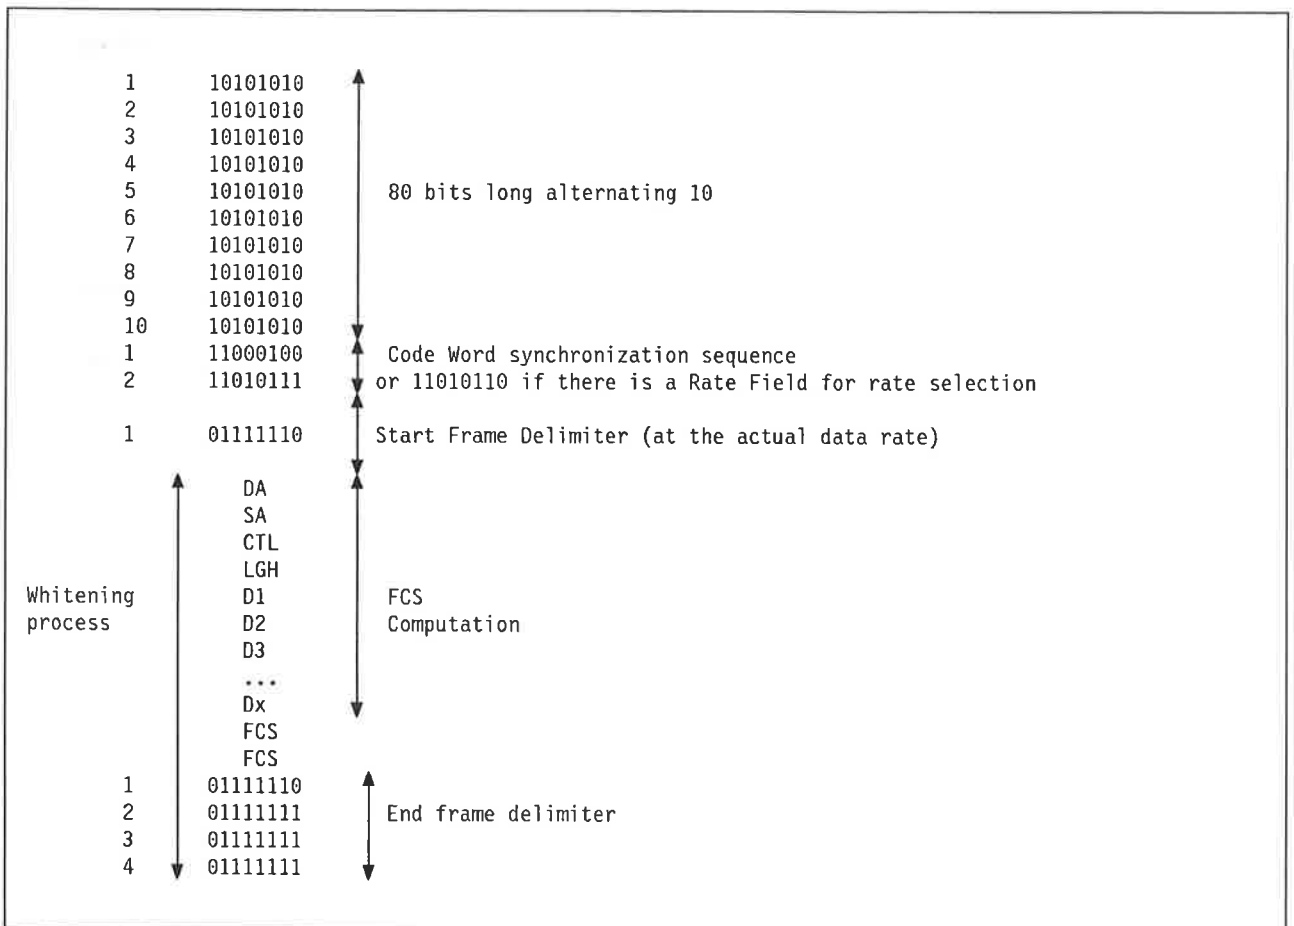 1 10101010
2 10101010
3 10101010
4 10101010
5 10101010 80 bits long alternating 10
6 10101010
7 10101010
8 10101010
9 10101010
10 10101010
1 11000100 Code Word synchronization sequence
2 11010111 or 11010110 if there is a Rate Field for rate selection
1 01111110 Start Frame Delimiter (at the actual data rate)
DA
SA
CTL
LGH
Whitening D1 FCS
process D2 Computation
D3
...
Dx
FCS
FCS
1 01111110
2 01111111 End frame delimiter
3 01111111
4 01111111